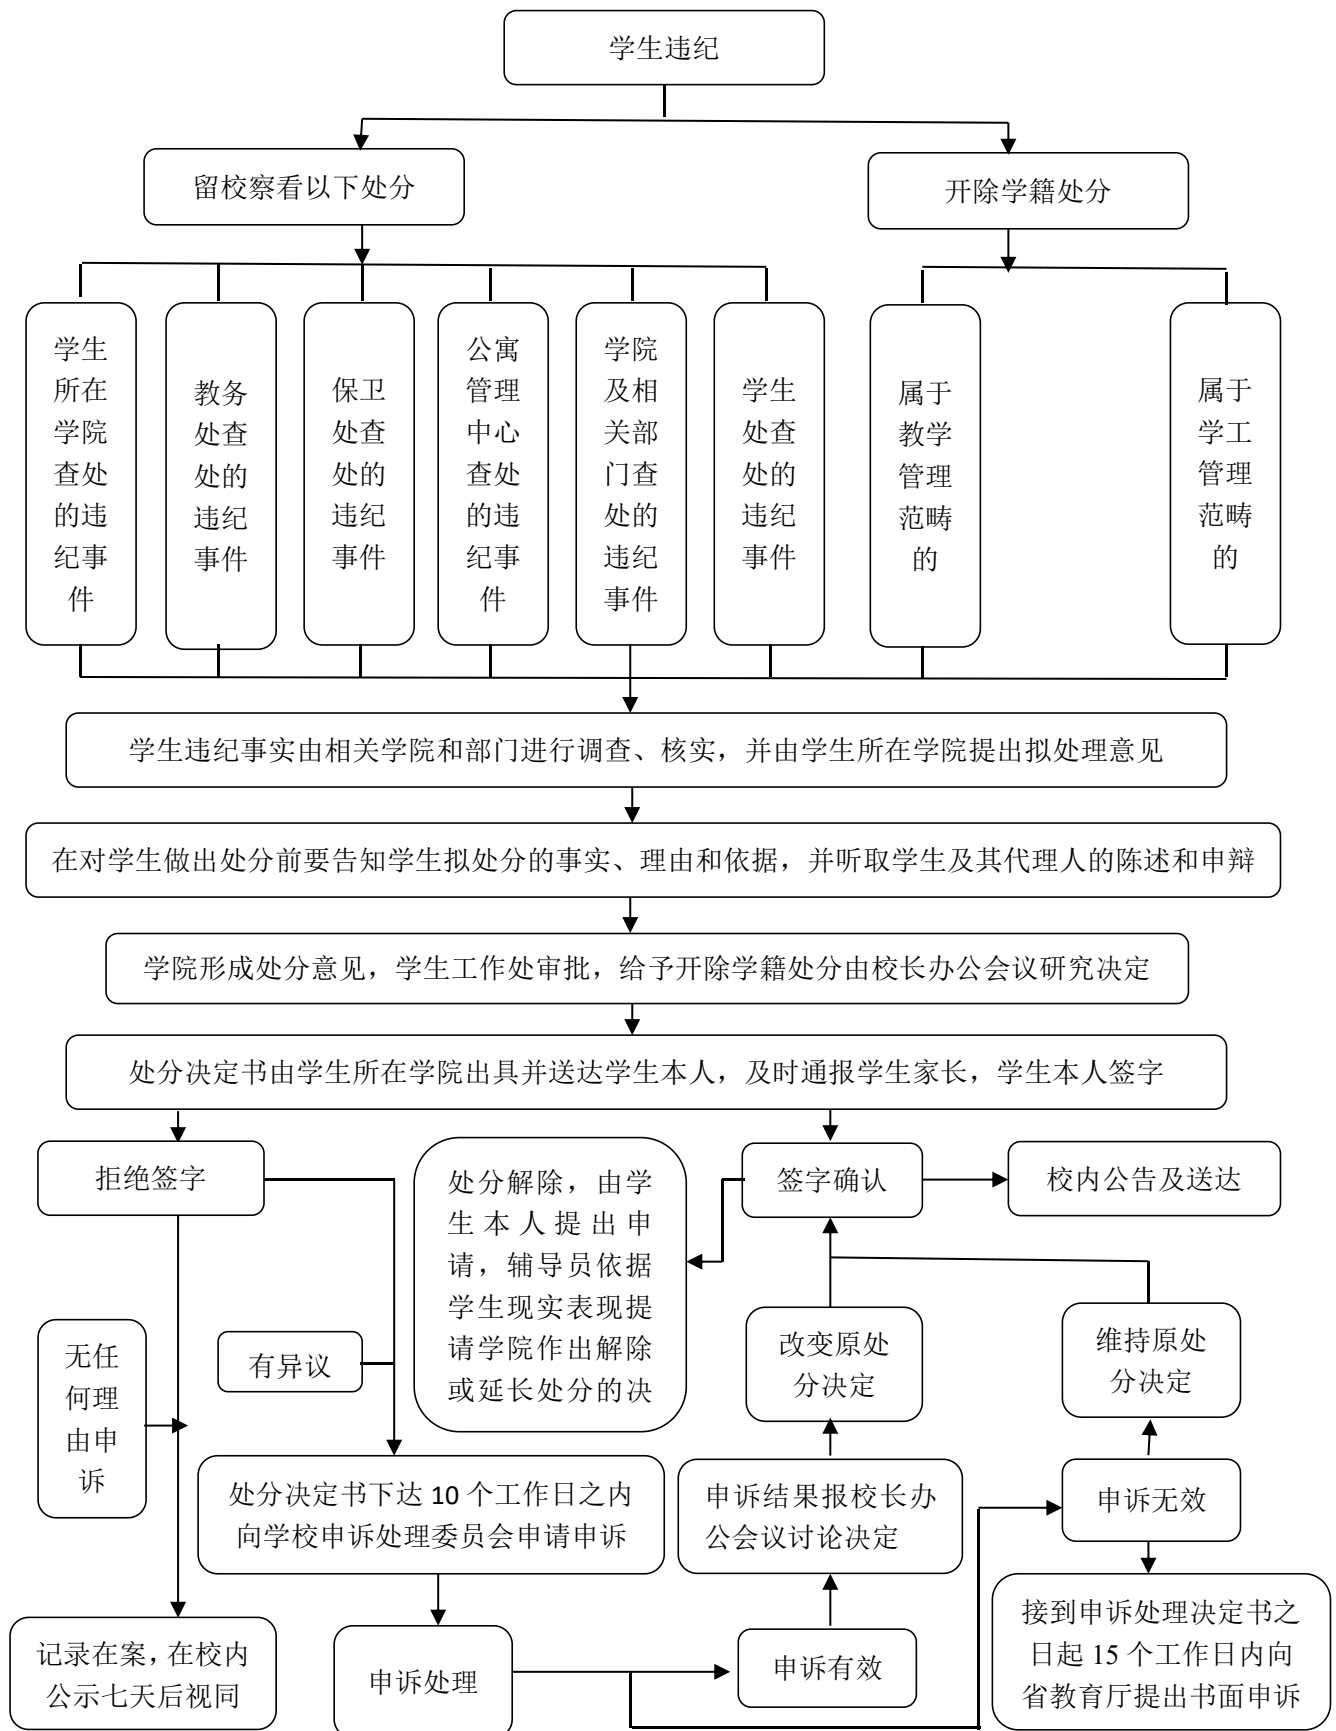 学生违纪
留校察看以下处分
开除学籍处分
学生
所在
学院
查处
的违
纪事
件
教务
处查
处的
违纪
事件
保卫
处查
处的
违纪
事件
公寓
管理
中心
查处
的违
纪事
件
学院
及相
关部
门查
处的
违纪
事件
学生
处查
处的
违纪
事件
属于
教学
管理
范畴
的
属于
学工
管理
范畴
的
学生违纪事实由相关学院和部门进行调查、核实，并由学生所在学院提出拟处理意见
在对学生做出处分前要告知学生拟处分的事实、理由和依据，并听取学生及其代理人的陈述和申辩
学院形成处分意见，学生工作处审批，给予开除学籍处分由校长办公会议研究决定
处分决定书由学生所在学院出具并送达学生本人，及时通报学生家长，学生本人签字
拒绝签字
处分解除，由学
生本人提出申
请，辅导员依据
学生现实表现提
请学院作出解除
或延长处分的决
签字确认
校内公告及送达
无任
何理
由申
诉
有异议
改变原处
分决定
维持原处
分决定
处分决定书下达 10 个工作日之内
向学校申诉处理委员会申请申诉
申诉结果报校长办
公会议讨论决定
申诉无效
记录在案，在校内
公示七天后视同
申诉处理
申诉有效
接到申诉处理决定书之
日起 15 个工作日内向
省教育厅提出书面申诉